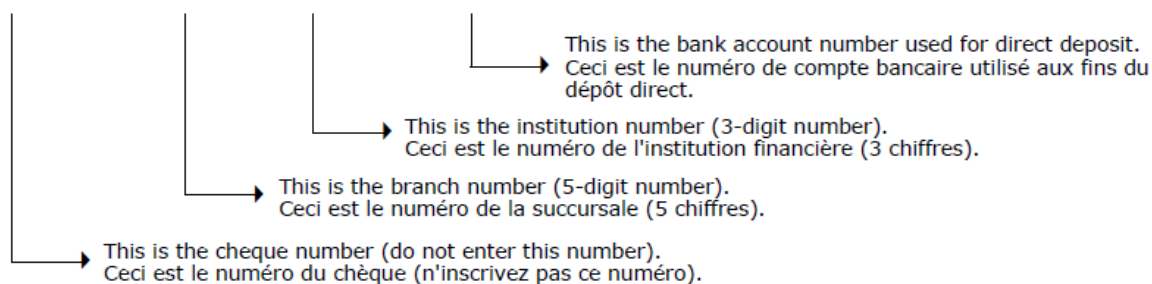 This is the bank account number used for direct deposit.
Ceci est le numéro de compte bancaire utilisé aux fins du
dépôt direct.
This is the institution number (3-digit number).
Ceci est le numéro de l'institution financière (3 chiffres).
This is the branch number (5-digit number).
Ceci est le numéro de la succursale (5 chiffres).
This is the cheque number (do not enter this number).
Ceci est le numéro du chèque (n'inscrivez pas ce numéro).